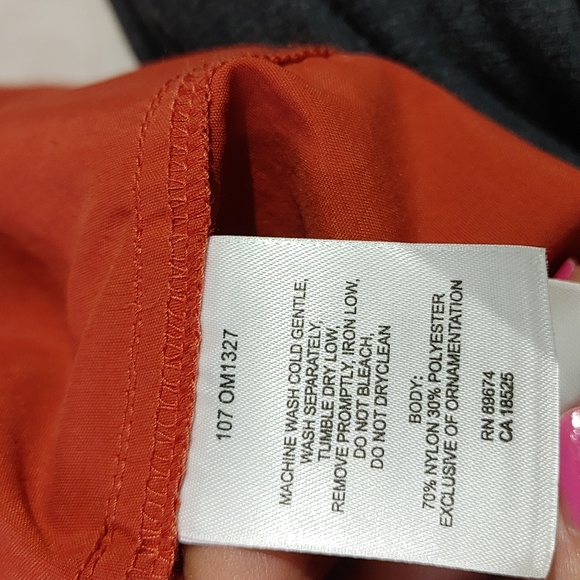 107 OM1327
MACHINE WASH COLD GENTLE,
WASH SEPARATELY,
TUMBLE DRY LOW,
REMOVE PROMPTLY, IRON LOW,
DO NOT BLEACH,
DO NOT DRYCLEAN
BODY:
70% NYLON 30% POLYESTER
EXCLUSIVE OF ORNAMENTATION
RN 88674
CA 18525